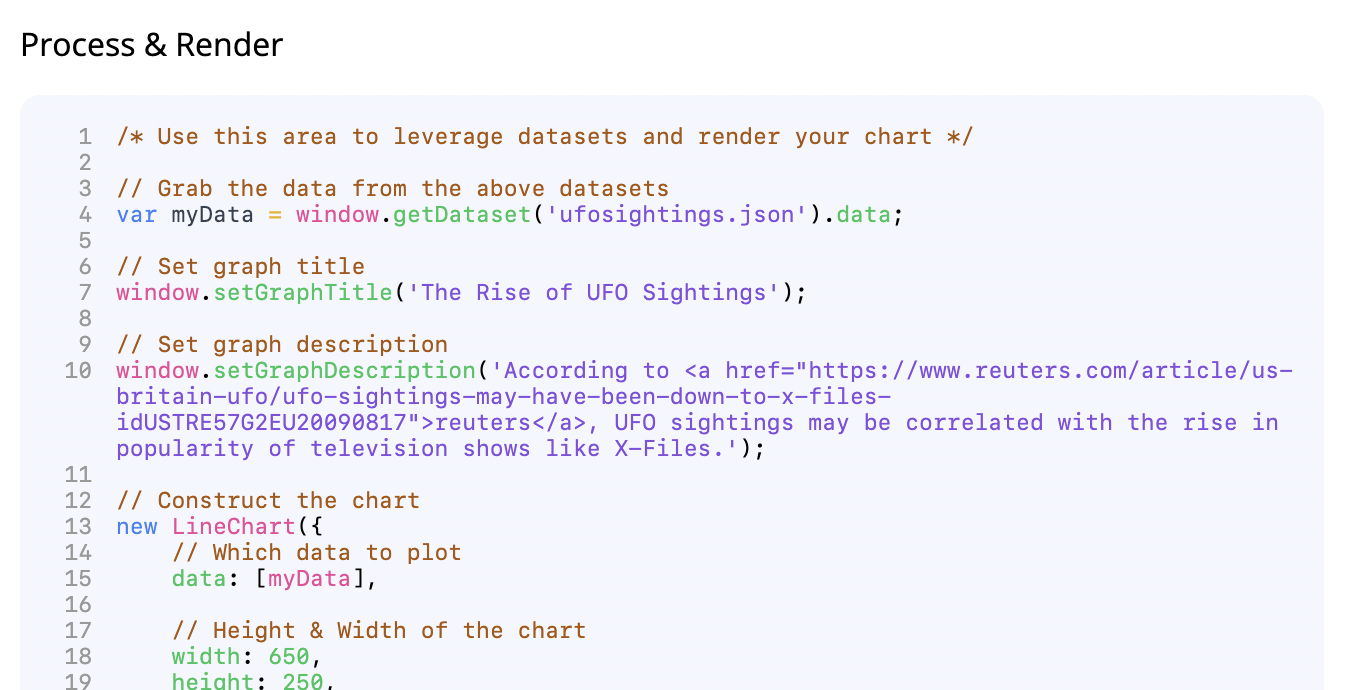 Process & Render
1 /* Use this area to leverage datasets and render your chart */
2
3 // Grab the data from the above datasets
4 var myData = window.getDataset('ufosightings.json').data;
5
6 // Set graph title
7 window.setGraphTitle('The Rise of UFO Sightings');
8
9 // Set graph description
10 window.setGraphDescription('According to <a href="https://www.reuters.com/article/us-
britain-ufo/ufo-sightings-may-have-been-down-to-x-files-
idUSTRE57G2EU20090817">reuters</a>, UFO sightings may be correlated with the rise in
popularity of television shows like X-Files.');
11
12 // Construct the chart
13 new LineChart({
14     // Which data to plot
15     data: [myData],
16
17     // Height & Width of the chart
18     width: 650,
19     height: 250,